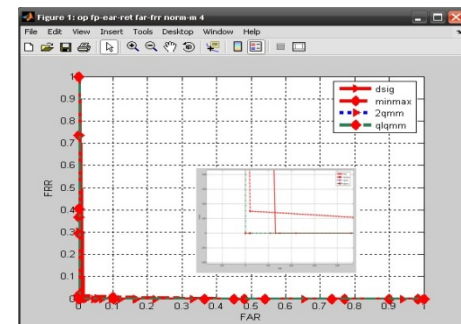 Figure 1: op fp-ear-ret far-frr norm-m 4
File Edit View Insert Tools Desktop Window Help
1
0.9
0.8
0.7
0.6
0.5
0.4
0.3
0.2
0.1
0
FRR
dsig
minmax
2qmm
qlqmm
0 0.1 0.2 0.3 0.4 0.5 0.6 0.7 0.8 0.9 1
FAR